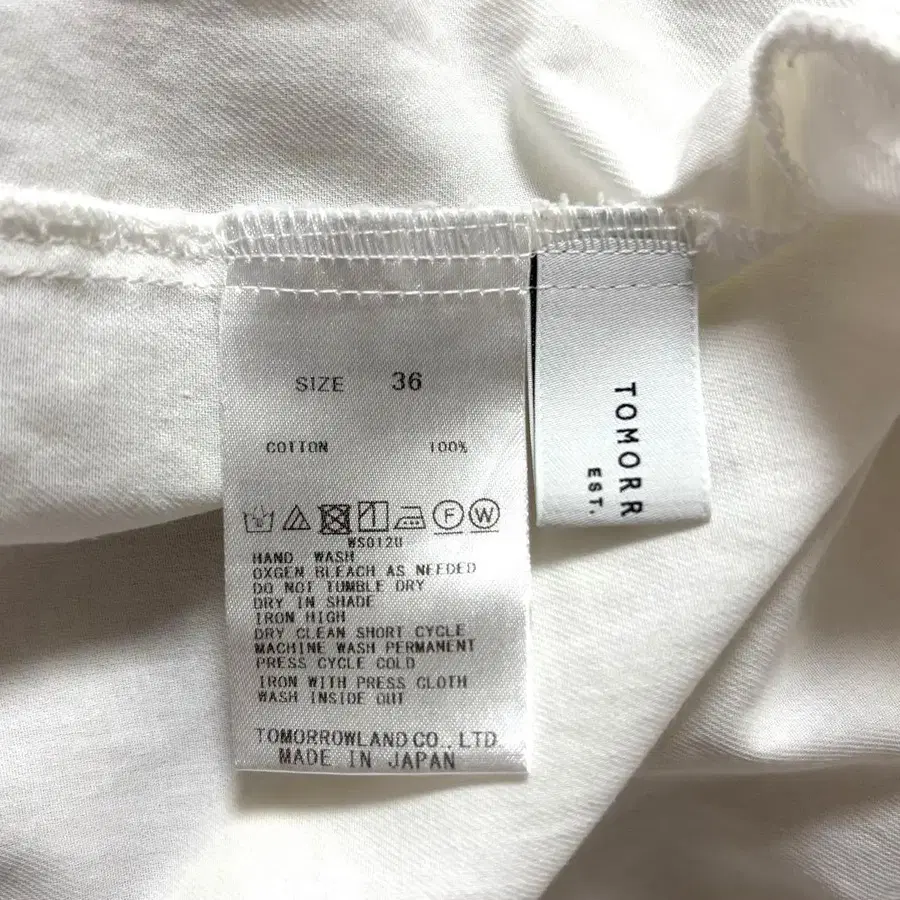 SIZE 36
COTTON 100%
F W
WS012U
HAND WASH
OXGEN BLEACH AS NEEDED
DO NOT TUMBLE DRY
DRY IN SHADE
IRON HIGH
DRY CLEAN SHORT CYCLE
MACHINE WASH PERMANENT
PRESS CYCLE COLD
IRON WITH PRESS CLOTH
WASH INSIDE OUT
TOMORROWLAND CO., LTD
MADE IN JAPAN
TOMORR
EST.